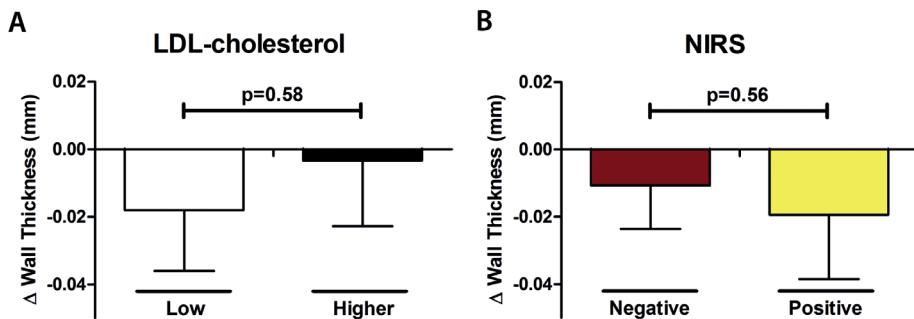 A
LDL-cholesterol
Δ Wall Thickness (mm)
0.02
0.00
-0.02
-0.04
p=0.58
Low Higher
B
NIRS
Δ Wall Thickness (mm)
0.02
0.00
-0.02
-0.04
p=0.56
Negative Positive